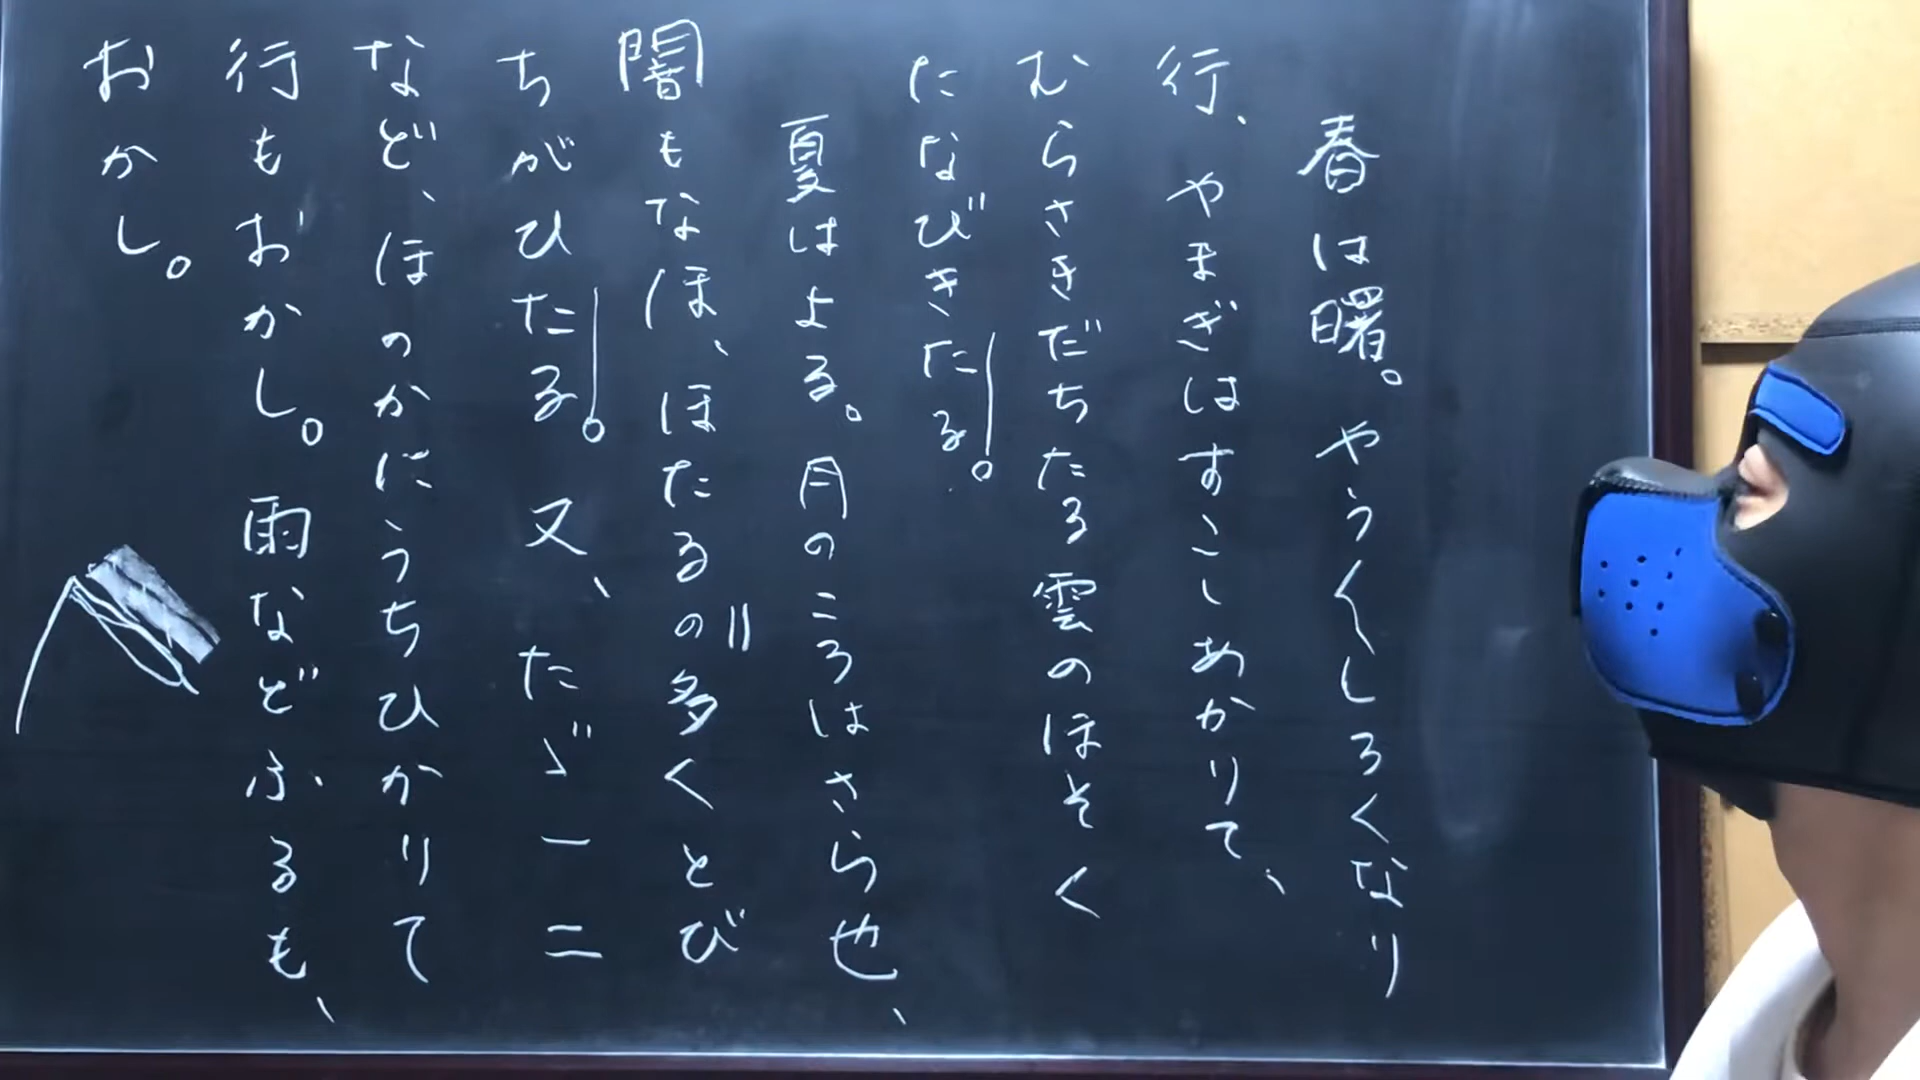 春は曙。やう〱しろくなり
行、やまぎはすこしあかりて、
むらさきだちたる雲のほそく
たなびきたる。
夏はよる。月のころはさら也、
闇もなほ、ほたるの多くとび
ちがひたる。又、たゞ一二
など、ほのかにうちひかりて
行もおかし。雨などふるも、
おかし。